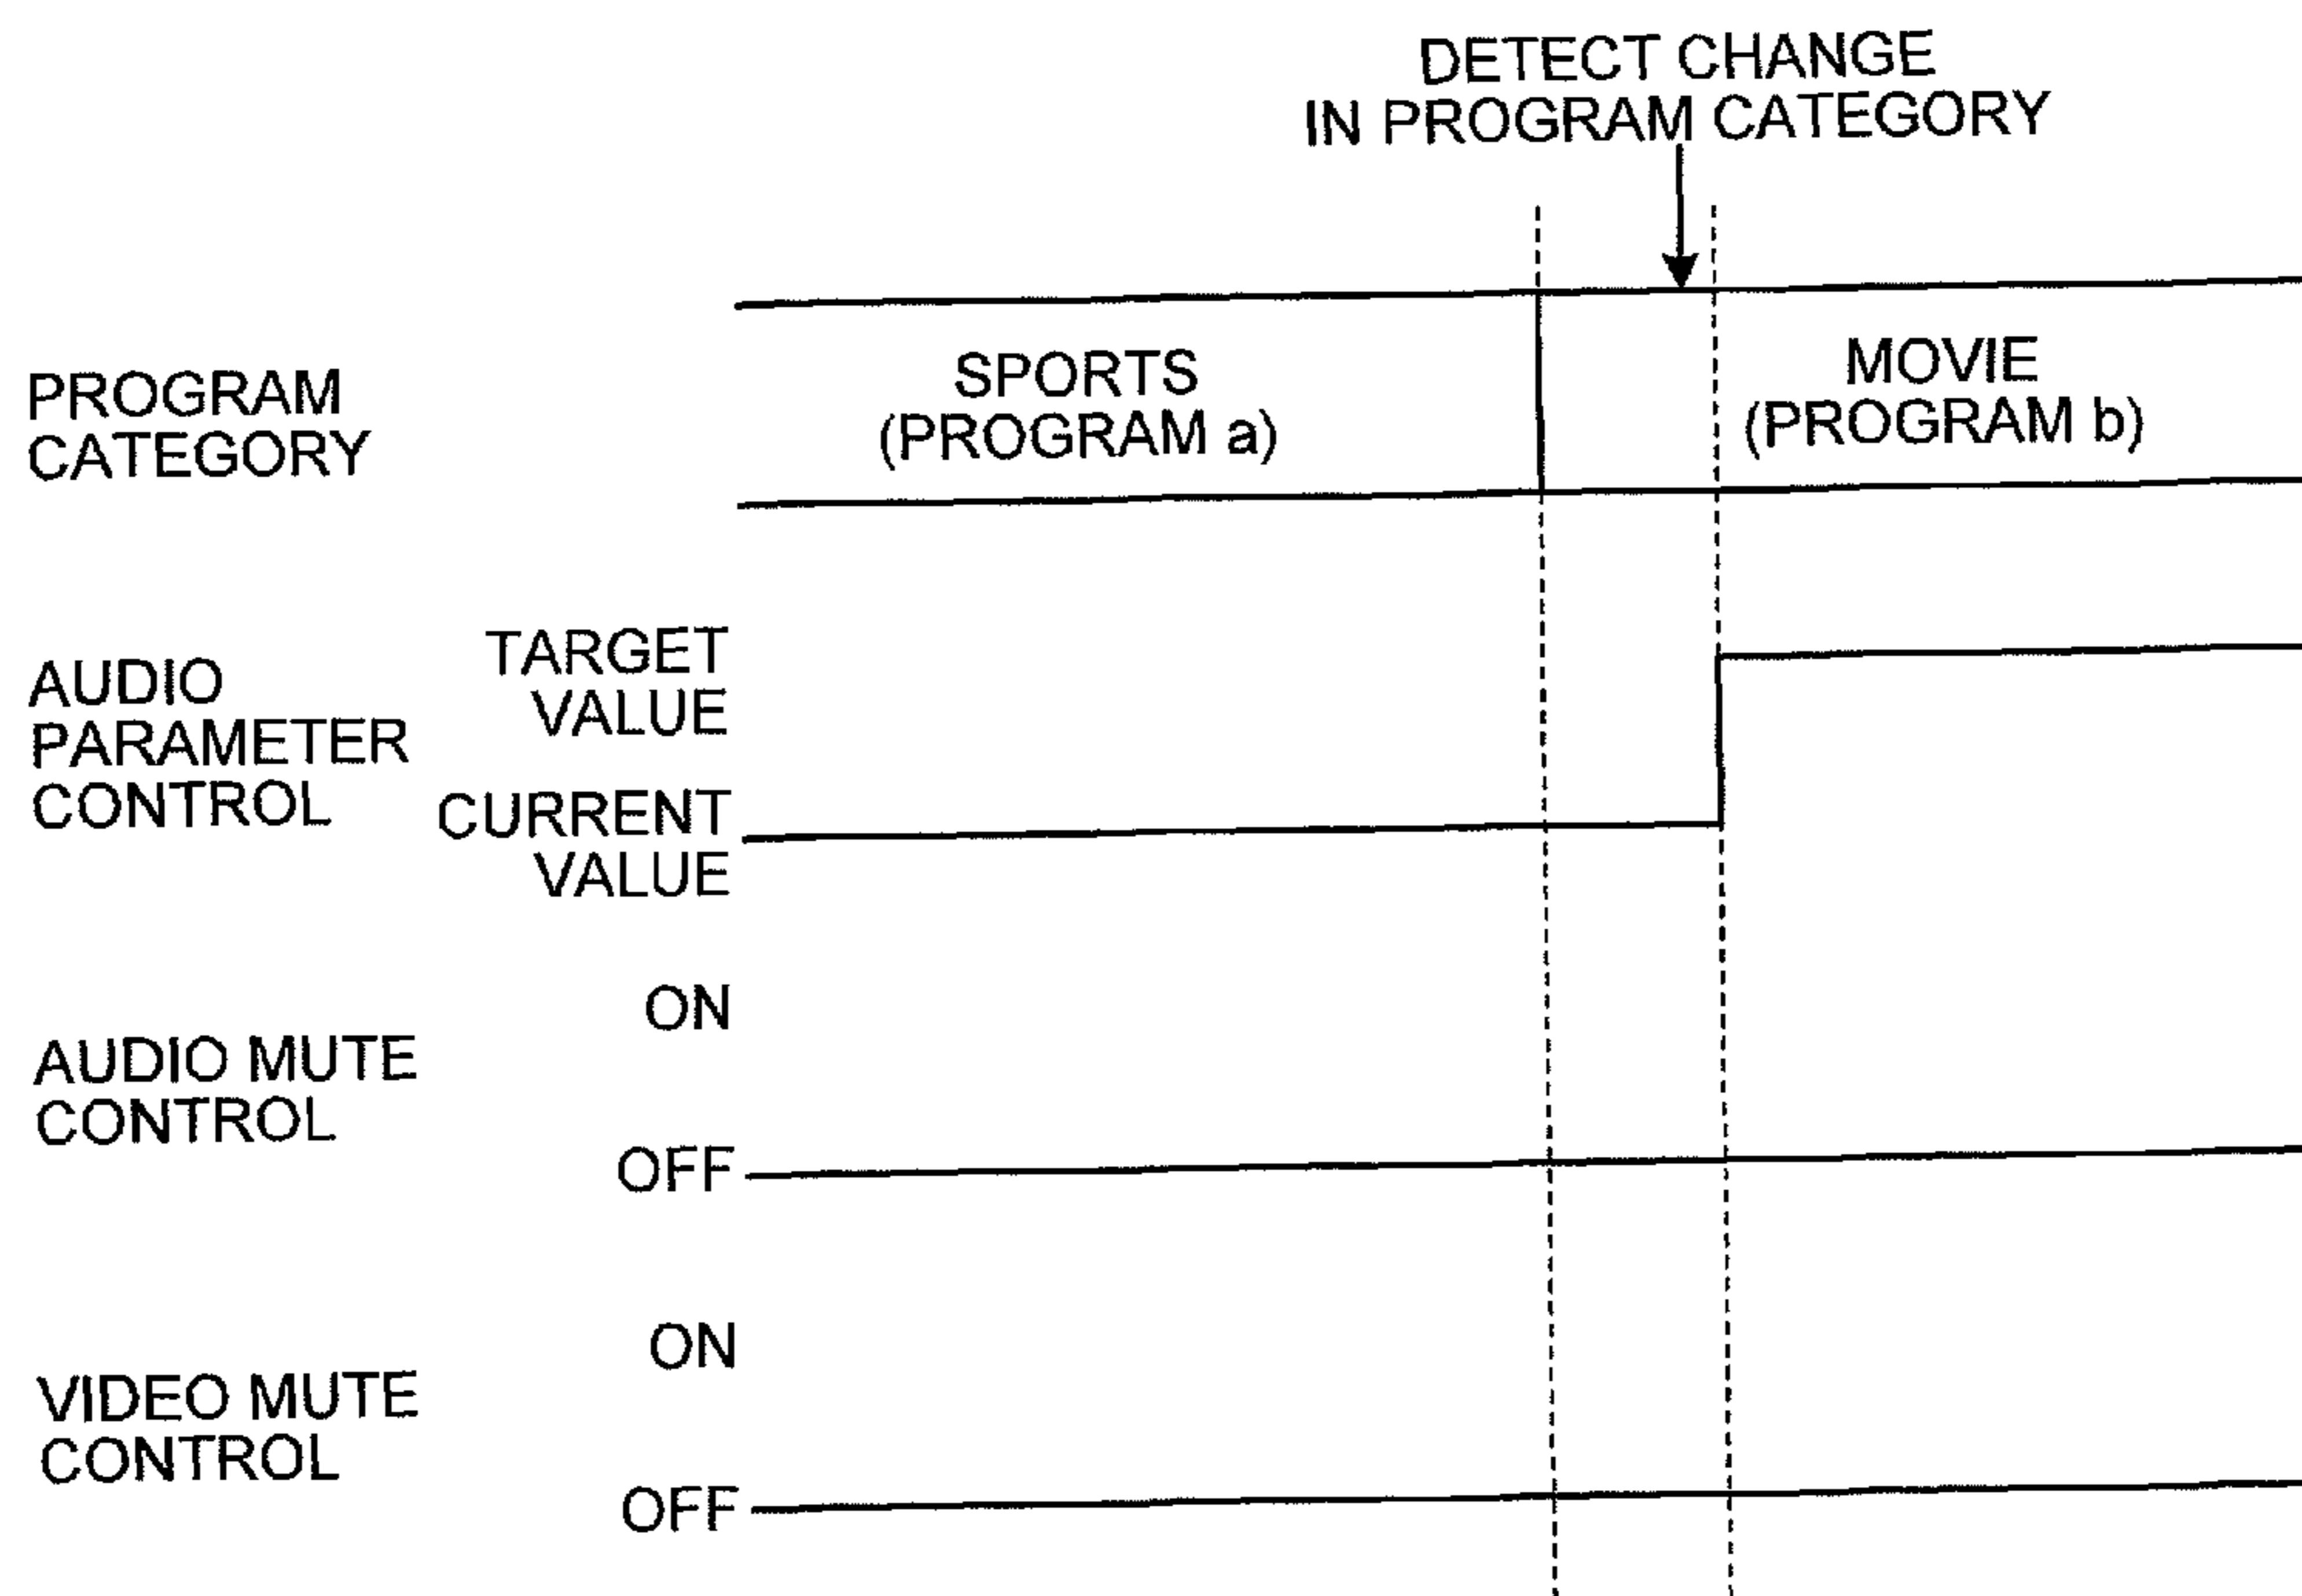 DETECT CHANGE
IN PROGRAM CATEGORY
PROGRAM
CATEGORY
SPORTS
(PROGRAM a)
MOVIE
(PROGRAM b)
AUDIO
PARAMETER
CONTROL
TARGET
VALUE
CURRENT
VALUE
AUDIO MUTE
CONTROL
ON
OFF
VIDEO MUTE
CONTROL
ON
OFF